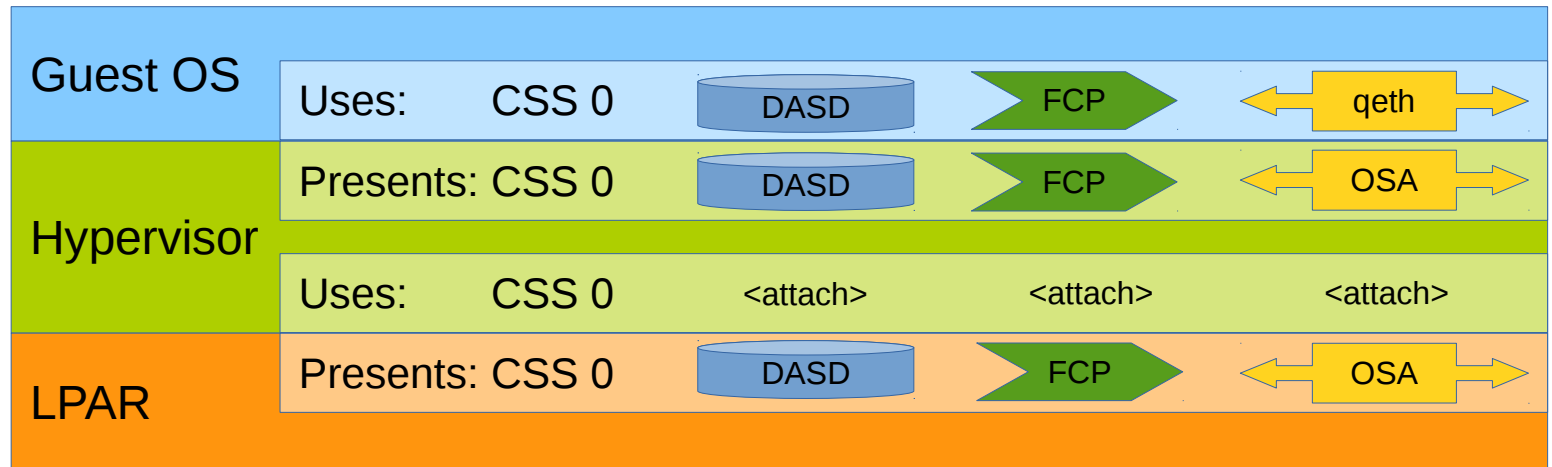 Guest OS
Uses: CSS 0 DASD FCP qeth
Presents: CSS 0 DASD FCP OSA
Hypervisor
Uses: CSS 0 <attach> <attach> <attach>
Presents: CSS 0 DASD FCP OSA
LPAR